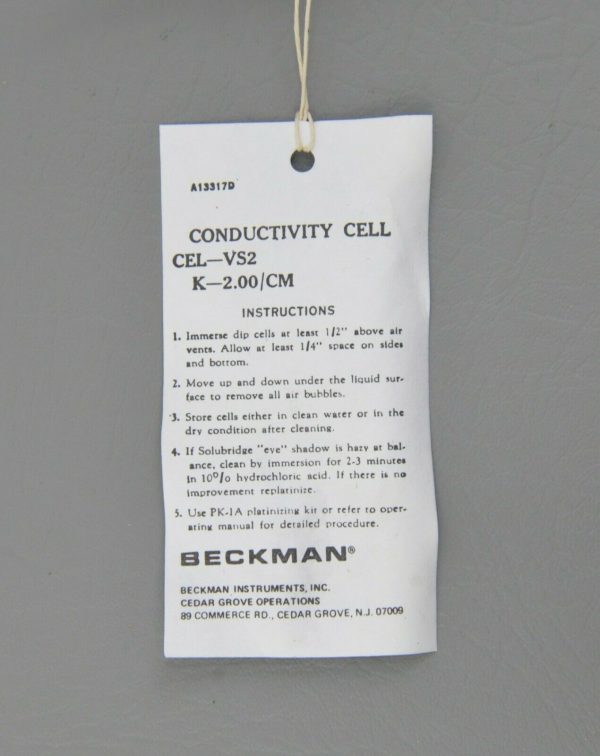 A13317D
CONDUCTIVITY CELL
CEL—VS2
K—2.00/CM
INSTRUCTIONS
1. Immerse dip cells at least 1/2" above air
vents. Allow at least 1/4" space on sides
and bottom.
2. Move up and down under the liquid sur-
face to remove all air bubbles.
3. Store cells either in clean water or in the
dry condition after cleaning.
4. If Solubridge "eye" shadow is hazy at bal-
ance, clean by immersion for 2-3 minutes
in 10% hydrochloric acid. If there is no
improvement replatinize.
5. Use PK-1A platinizing kit or refer to oper-
ating manual for detailed procedure.
BECKMAN®
BECKMAN INSTRUMENTS, INC.
CEDAR GROVE OPERATIONS
89 COMMERCE RD., CEDAR GROVE, N.J. 07009